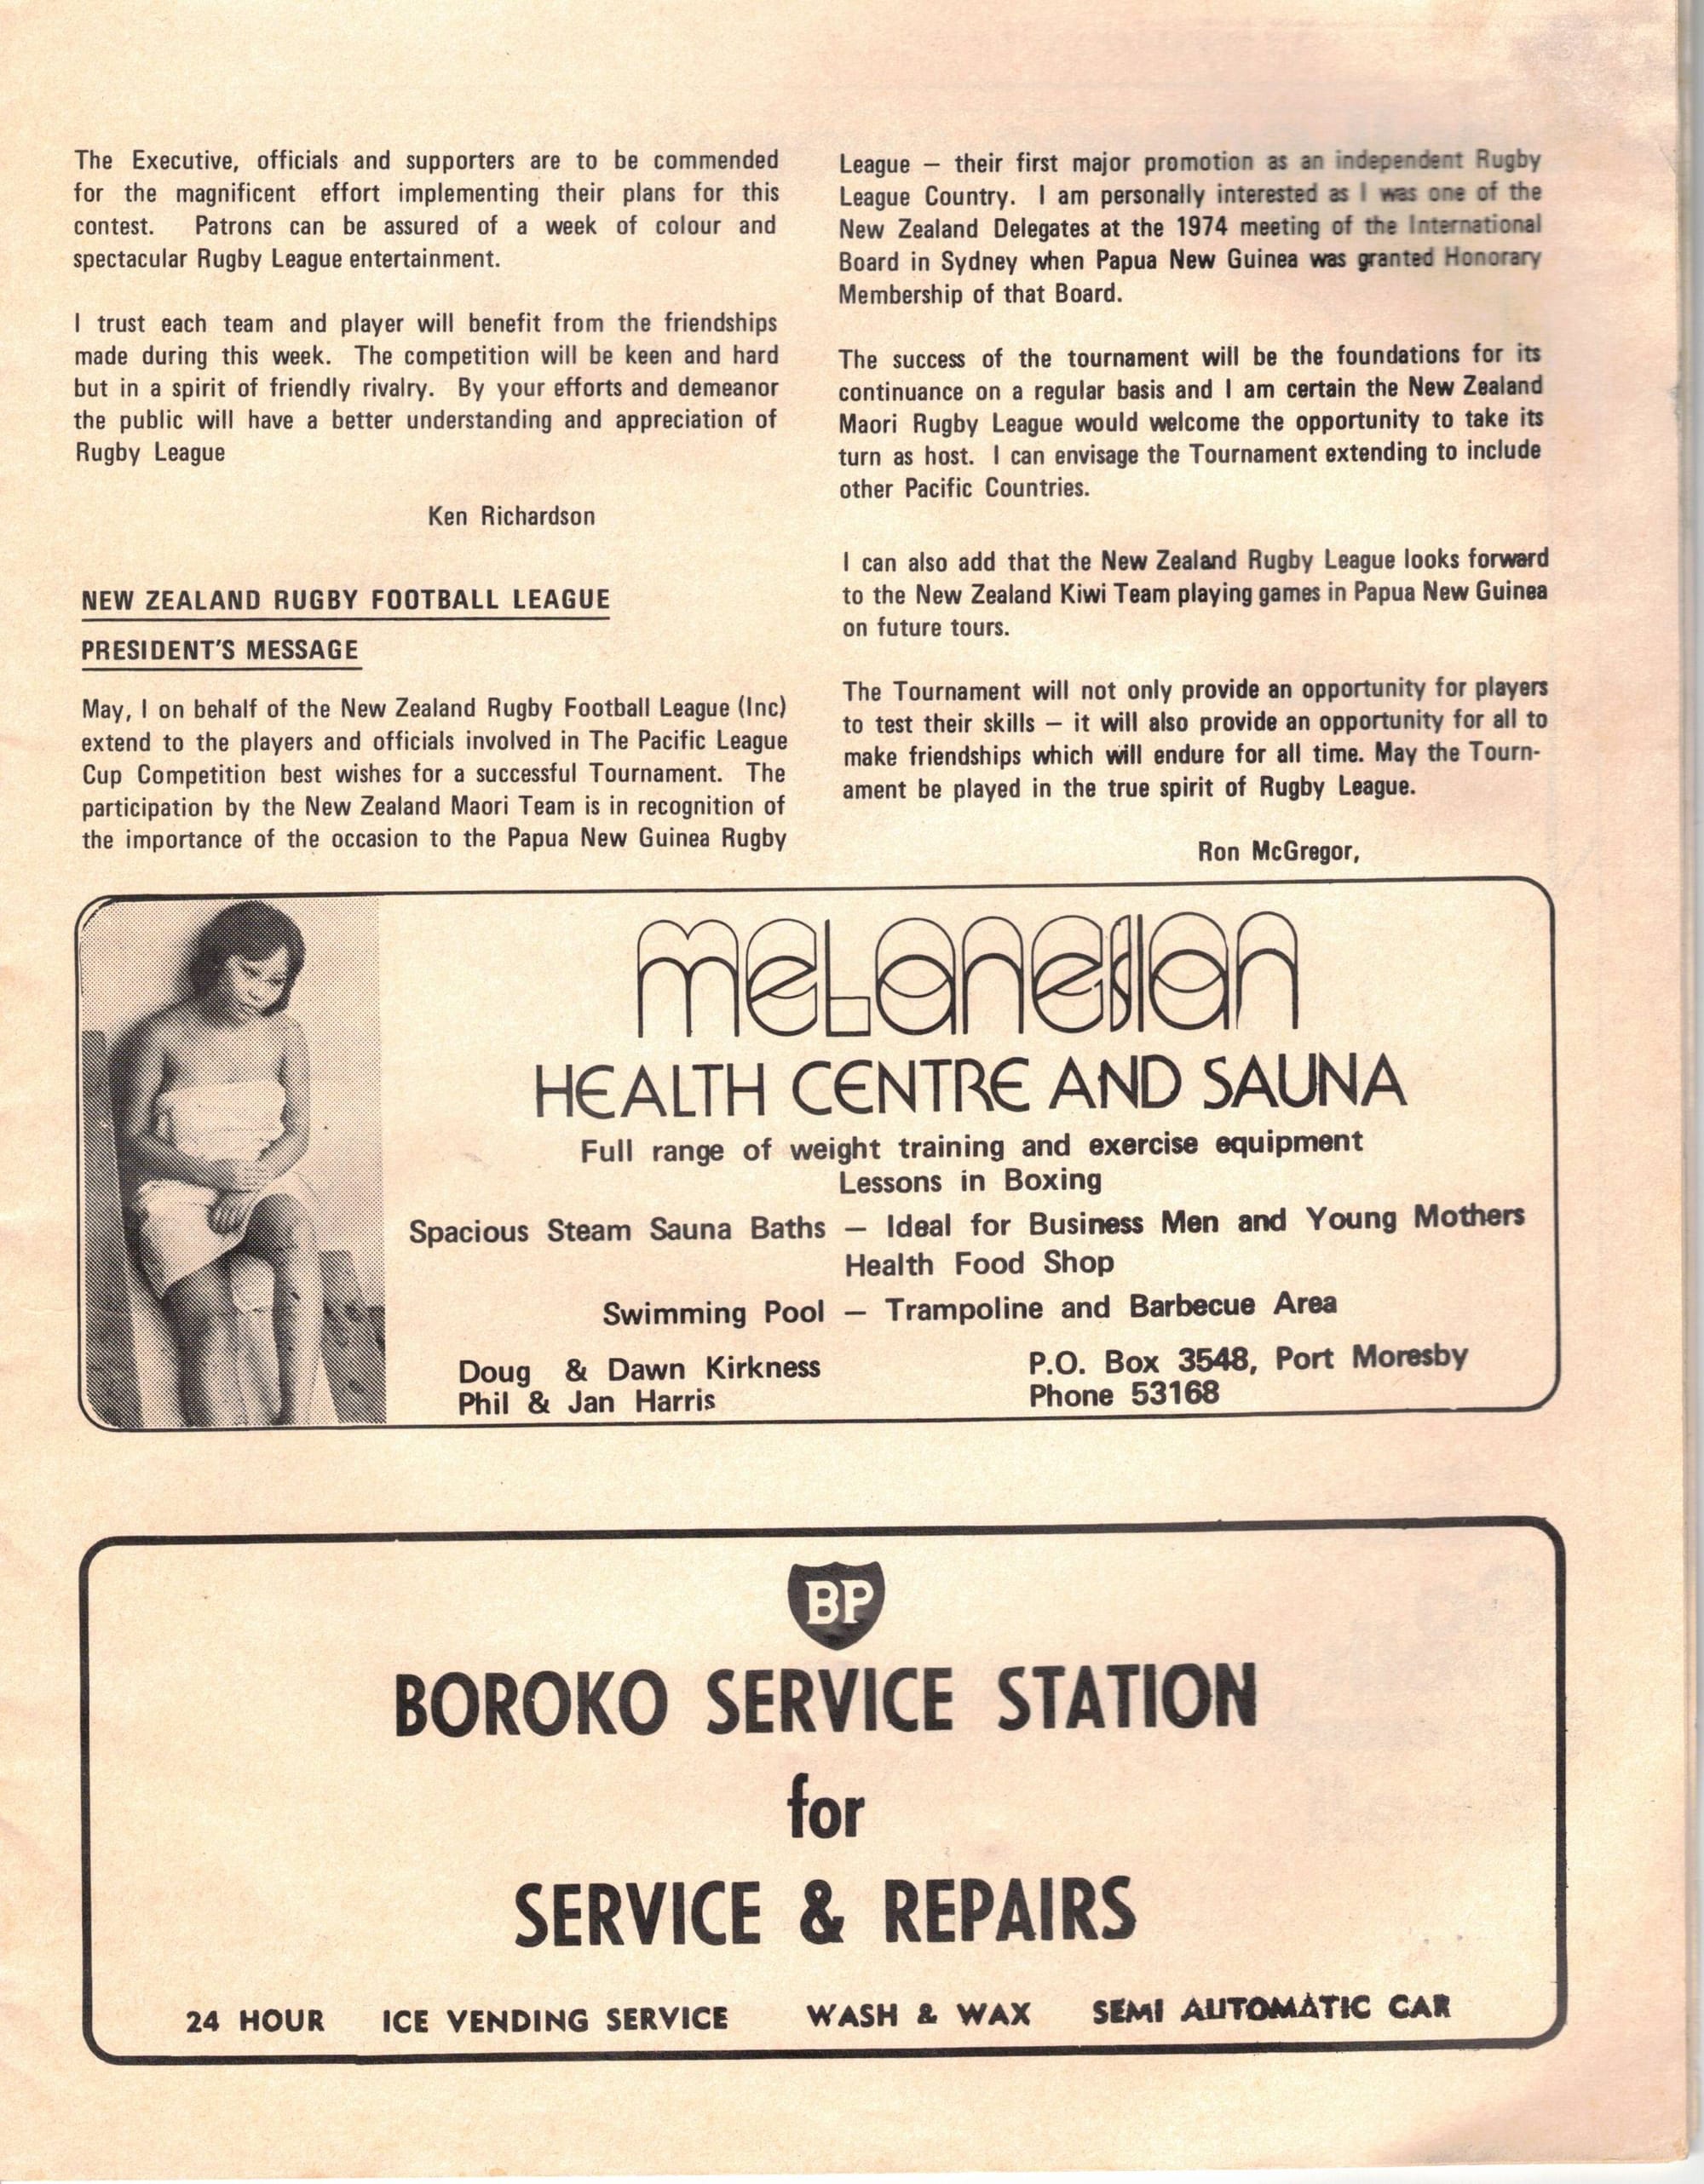 The Executive, officials and supporters are to be commended
for the magnificent effort implementing their plans for this
contest. Patrons can be assured of a week of colour and
spectacular Rugby League entertainment.
I trust each team and player will benefit from the friendships
made during this week. The competition will be keen and hard
but in a spirit of friendly rivalry. By your efforts and demeanor
the public will have a better understanding and appreciation of
Rugby League
Ken Richardson
NEW ZEALAND RUGBY FOOTBALL LEAGUE
PRESIDENT'S MESSAGE
May, I on behalf of the New Zealand Rugby Football League (Inc)
extend to the players and officials involved in The Pacific League
Cup Competition best wishes for a successful Tournament. The
participation by the New Zealand Maori Team is in recognition of
the importance of the occasion to the Papua New Guinea Rugby
League – their first major promotion as an independent Rugby
League Country. I am personally interested as I was one of the
New Zealand Delegates at the 1974 meeting of the International
Board in Sydney when Papua New Guinea was granted Honorary
Membership of that Board.
The success of the tournament will be the foundations for its
continuance on a regular basis and I am certain the New Zealand
Maori Rugby League would welcome the opportunity to take its
turn as host. I can envisage the Tournament extending to include
other Pacific Countries.
I can also add that the New Zealand Rugby League looks forward
to the New Zealand Kiwi Team playing games in Papua New Guinea
on future tours.
The Tournament will not only provide an opportunity for players
to test their skills – it will also provide an opportunity for all to
make friendships which will endure for all time. May the Tourn-
ament be played in the true spirit of Rugby League.
Ron McGregor,
meLanesian
HEALTH CENTRE AND SAUNA
Full range of weight training and exercise equipment
Lessons in Boxing
Spacious Steam Sauna Baths – Ideal for Business Men and Young Mothers
Health Food Shop
Swimming Pool – Trampoline and Barbecue Area
Doug & Dawn Kirkness
Phil & Jan Harris
P.O. Box 3548, Port Moresby
Phone 53168
BP
BOROKO SERVICE STATION
for
SERVICE & REPAIRS
24 HOUR ICE VENDING SERVICE WASH & WAX SEMI AUTOMATIC CAR